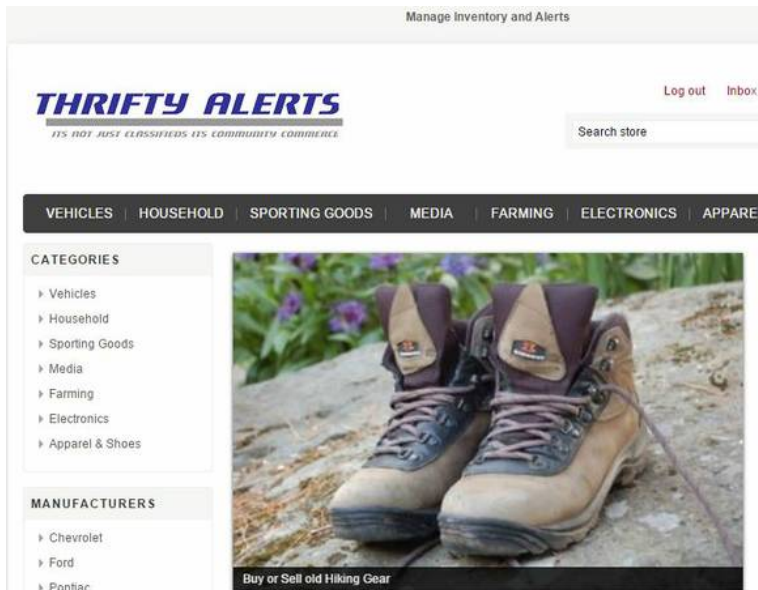 Manage Inventory and Alerts
THRIFTY ALERTS
ITS NOT JUST CLASSIFIEDS ITS COMMUNITY COMMERCE
Log out Inbox
Search store
VEHICLES | HOUSEHOLD | SPORTING GOODS | MEDIA | FARMING | ELECTRONICS | APPARE
CATEGORIES
Vehicles
Household
Sporting Goods
Media
Farming
Electronics
Apparel & Shoes
MANUFACTURERS
Chevrolet
Ford
Pontiac
Buy or Sell old Hiking Gear